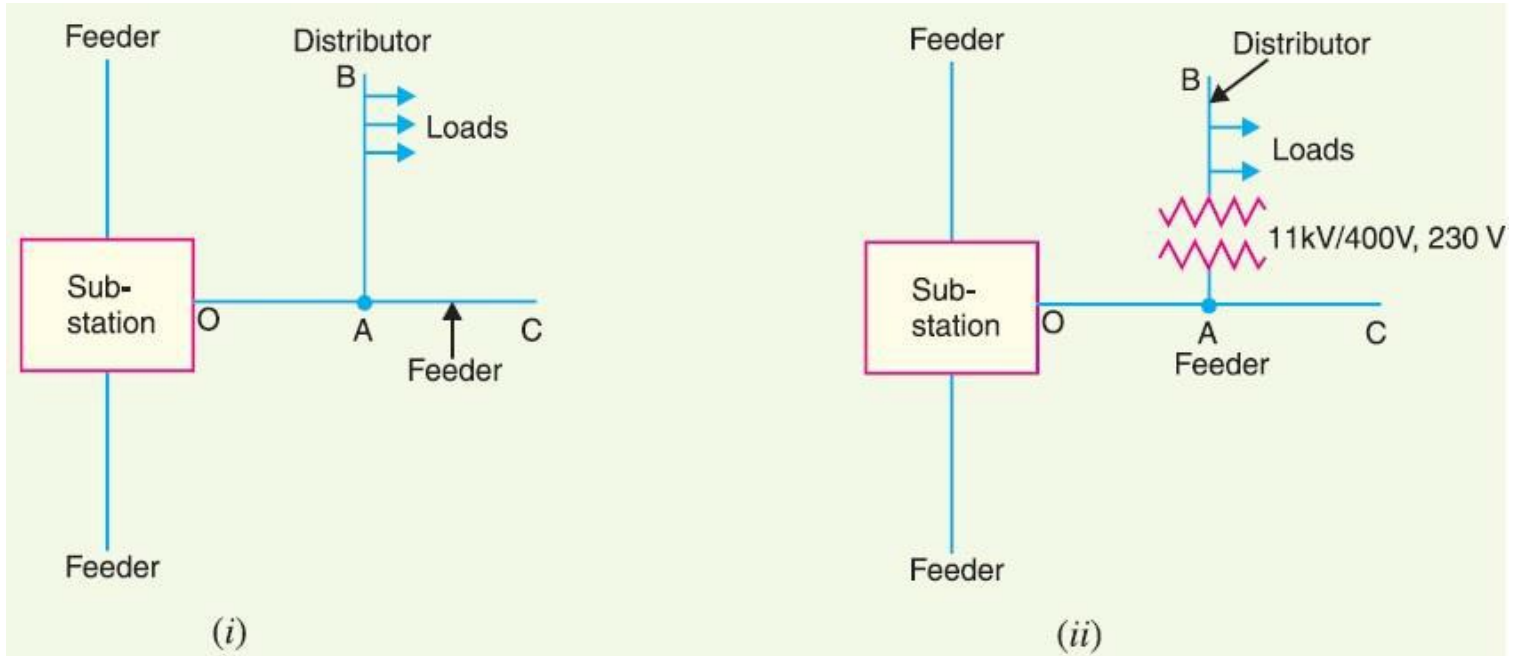 Feeder
Distributor
B
Loads
Sub-
station
O
A
C
Feeder
Feeder
(i)
Feeder
Distributor
B
Loads
11kV/400V, 230 V
Sub-
station
O
A
C
Feeder
Feeder
(ii)